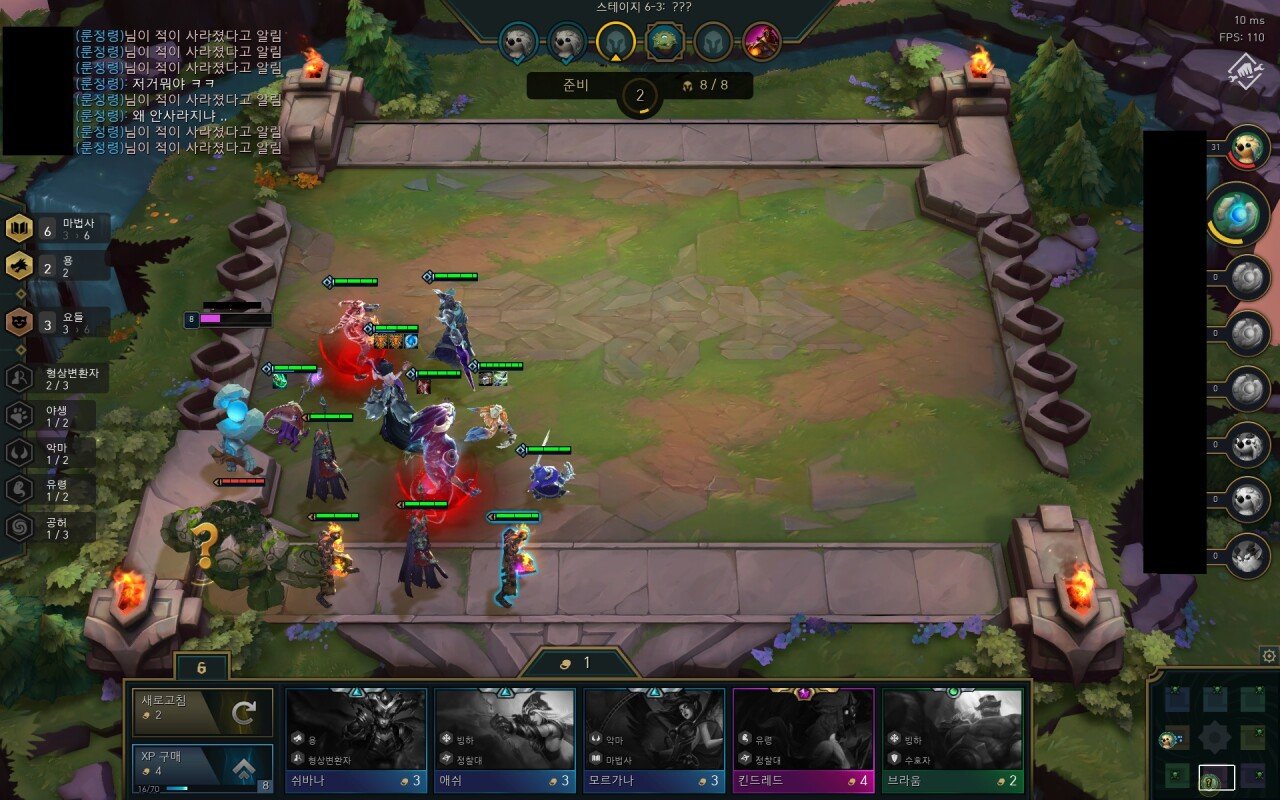 스테이지 6-3: ???
10 ms
FPS: 110
(룬정령)님이 적이 사라졌다고 알림
(룬정령)님이 적이 사라졌다고 알림
(룬정령)님이 적이 사라졌다고 알림
(룬정령): 저거뭐야 ㅋㅋ
(룬정령)님이 적이 사라졌다고 알림
(룬정령): 왜 안사라지나 ..
(룬정령)님이 적이 사라졌다고 알림
(룬정령)님이 적이 사라졌다고 알림
준비
2
8 / 8
31
0
0
0
0
0
0
6 마법사
3 › 6
2 용
2
3 요들
3 › 6
형상변환자
2 / 3
야생
1 / 2
악마
1 / 2
유령
1 / 2
공허
1 / 3
8
?
6
1
새로고침
2
XP 구매
4
16/70
8
용
형상변환자
쉬바나 3
빙하
정찰대
애쉬 3
악마
마법사
모르가나 3
유령
정찰대
킨드레드 4
빙하
수호자
브라움 2